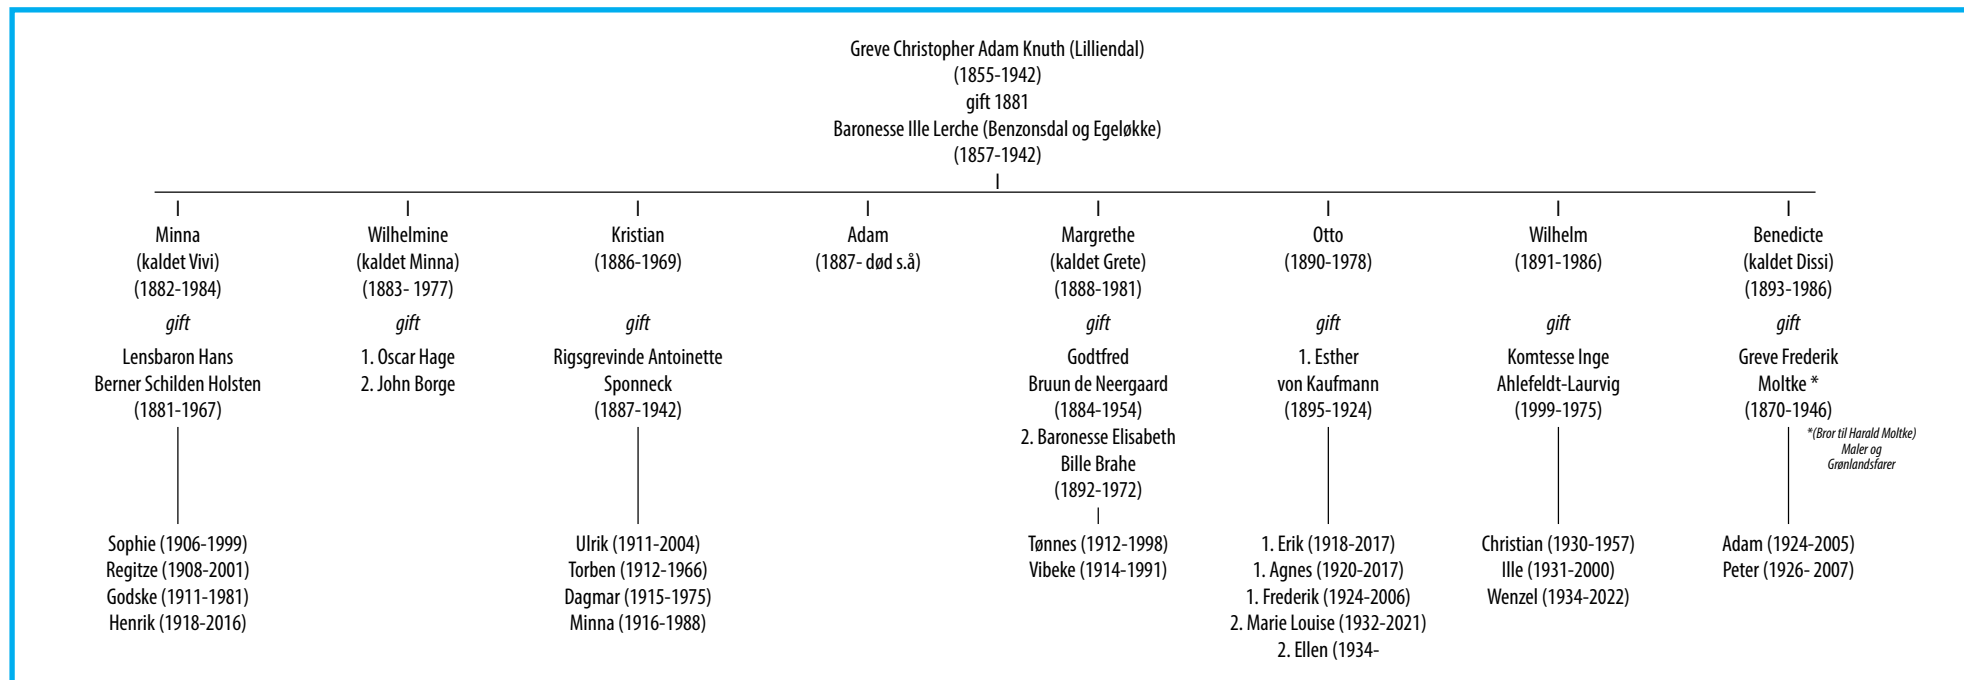 Greve Christopher Adam Knuth (Lilliendal)
(1855-1942)
gift 1881
Baronesse Ille Lerche (Benzonsdal og Egeløkke)
(1857-1942)
Minna
(kaldet Vivi)
(1882-1984)
gift
Lensbaron Hans
Berner Schilden Holsten
(1881-1967)
Sophie (1906-1999)
Regitze (1908-2001)
Godske (1911-1981)
Henrik (1918-2016)
Wilhelmine
(kaldet Minna)
(1883- 1977)
gift
1. Oscar Hage
2. John Borge
Kristian
(1886-1969)
gift
Rigsgrevinde Antoinette
Sponneck
(1887-1942)
Ulrik (1911-2004)
Torben (1912-1966)
Dagmar (1915-1975)
Minna (1916-1988)
Adam
(1887- død s.å)
Margrethe
(kaldet Grete)
(1888-1981)
gift
Godtfred
Bruun de Neergaard
(1884-1954)
2. Baronesse Elisabeth
Bille Brahe
(1892-1972)
Tønnes (1912-1998)
Vibeke (1914-1991)
Otto
(1890-1978)
gift
1. Esther
von Kaufmann
(1895-1924)
1. Erik (1918-2017)
1. Agnes (1920-2017)
1. Frederik (1924-2006)
2. Marie Louise (1932-2021)
2. Ellen (1934-
Wilhelm
(1891-1986)
gift
Komtesse Inge
Ahlefeldt-Laurvig
(1999-1975)
Christian (1930-1957)
Ille (1931-2000)
Wenzel (1934-2022)
Benedicte
(kaldet Dissi)
(1893-1986)
gift
Greve Frederik
Moltke *
(1870-1946)
*(Bror til Harald Moltke)
Maler og
Grønlandsfarer
Adam (1924-2005)
Peter (1926- 2007)